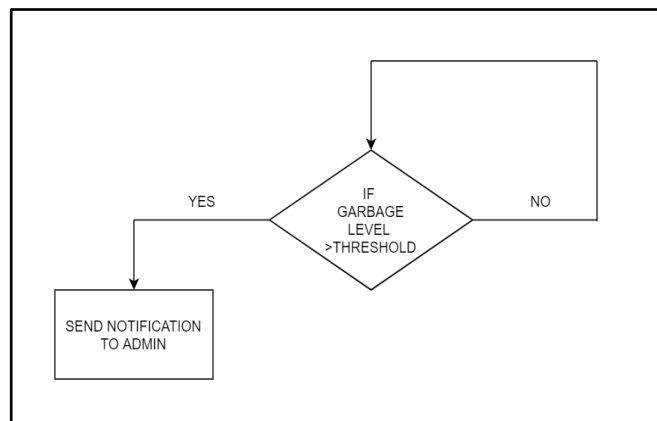 YES
IF
GARBAGE
LEVEL
>THRESHOLD
NO
SEND NOTIFICATION
TO ADMIN